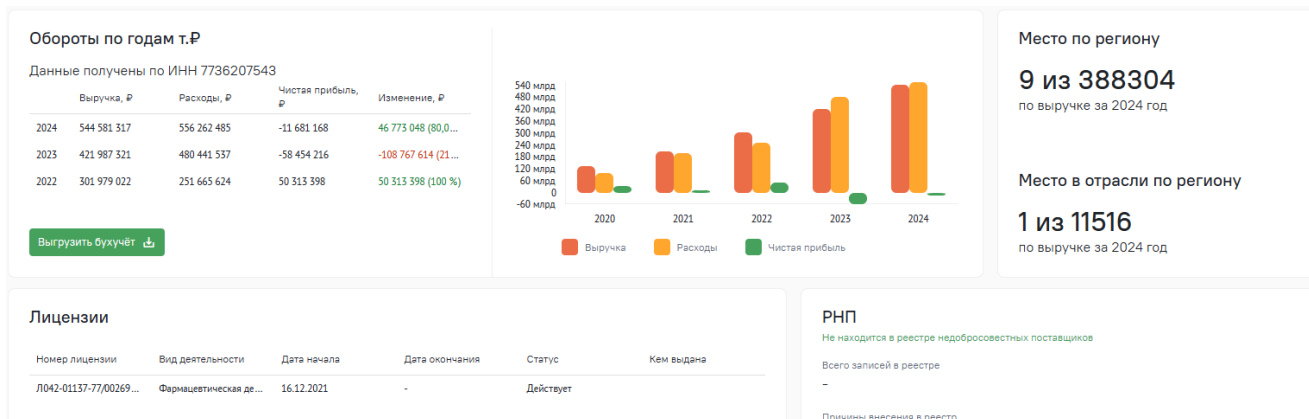 Обороты по годам т.₽
Данные получены по ИНН 7736207543
Выручка, ₽ Расходы, ₽ Чистая прибыль, ₽ Изменение, ₽
2024 544 581 317 556 262 485 -11 681 168 46 773 048 (80,0...
2023 421 987 321 480 441 537 -58 454 216 -108 767 614 (21...
2022 301 979 022 251 665 624 50 313 398 50 313 398 (100 %)
Выгрузить бухучёт
540 млрд
480 млрд
420 млрд
360 млрд
300 млрд
240 млрд
180 млрд
120 млрд
60 млрд
0
-60 млрд
2020 2021 2022 2023 2024
Выручка Расходы Чистая прибыль
Место по региону
9 из 388304
по выручке за 2024 год
Место в отрасли по региону
1 из 11516
по выручке за 2024 год
Лицензии
Номер лицензии Вид деятельности Дата начала Дата окончания Статус Кем выдана
Л042-01137-77/00269... Фармацевтическая де... 16.12.2021 - Действует
РНП
Не находится в реестре недобросовестных поставщиков
Всего записей в реестре
–
Причины внесения в реестр